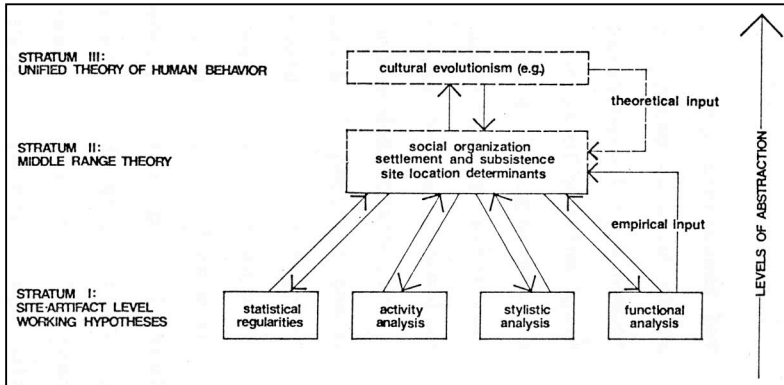 STRATUM III:
UNIFIED THEORY OF HUMAN BEHAVIOR
cultural evolutionism (e.g.)
theoretical input
STRATUM II:
MIDDLE RANGE THEORY
social organization
settlement and subsistence
site location determinants
empirical input
LEVELS OF ABSTRACTION
STRATUM I:
SITE-ARTIFACT LEVEL
WORKING HYPOTHESES
statistical
regularities
activity
analysis
stylistic
analysis
functional
analysis